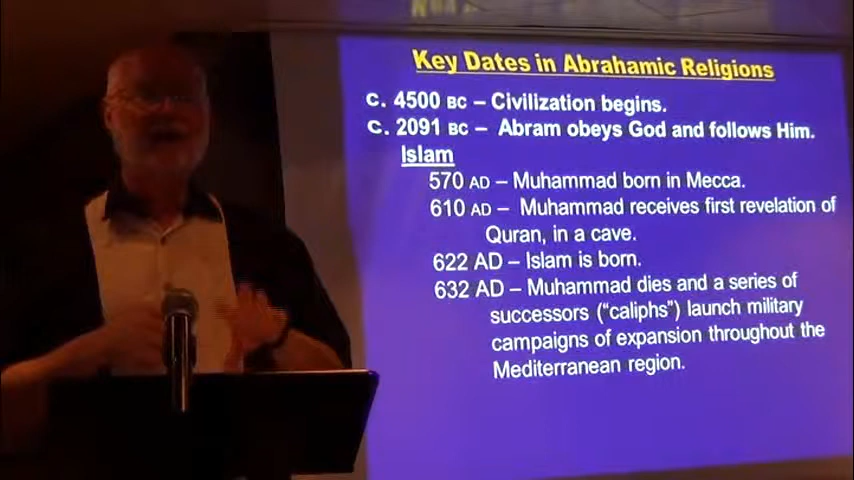 Key Dates in Abrahamic Religions
c. 4500 BC – Civilization begins.
c. 2091 BC – Abram obeys God and follows Him.
Islam
570 AD – Muhammad born in Mecca.
610 AD – Muhammad receives first revelation of
Quran, in a cave.
622 AD – Islam is born.
632 AD – Muhammad dies and a series of
successors (“caliphs”) launch military
campaigns of expansion throughout the
Mediterranean region.